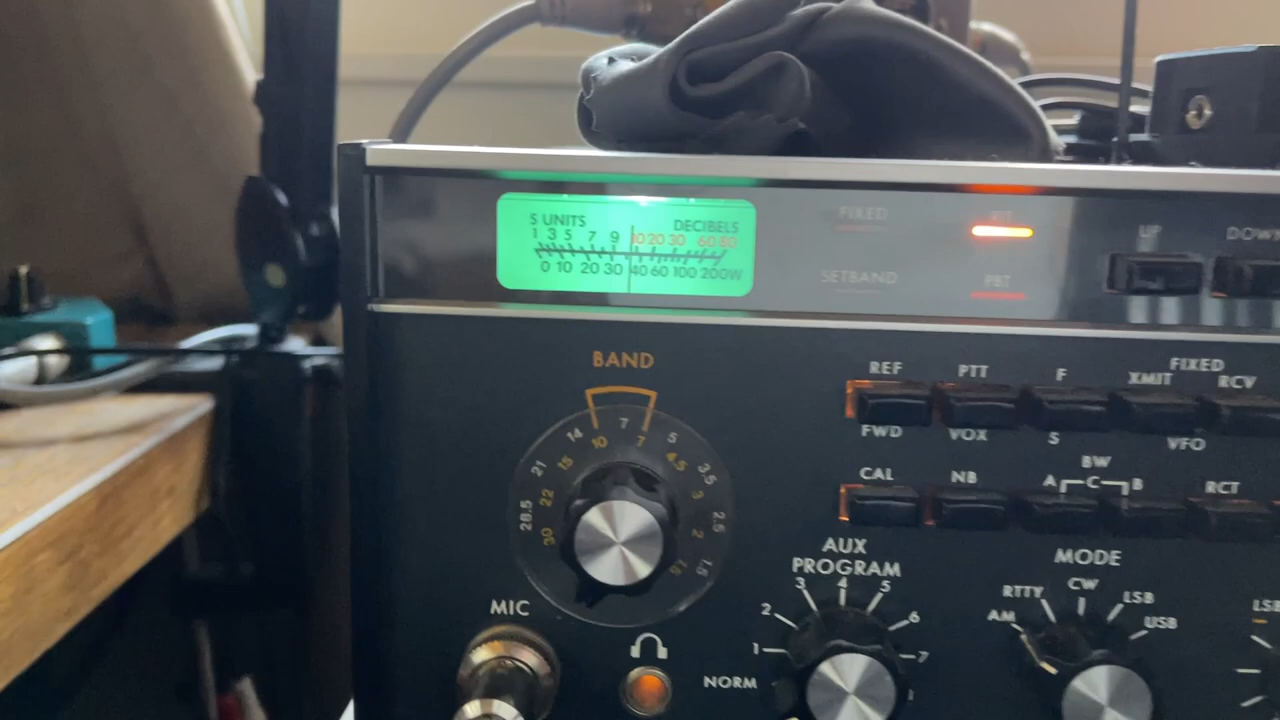 S UNITS DECIBELS
1 3 5 7 9 10 20 30 60 80
0 10 20 30 40 60 100 200W
FIXED RIT
SETBAND PBT
UP DOWN
BAND
28.5 21 14 7 5 3.5 2.5 1.5
30 22 15 10 7 4.5 3 2 1.5
REF PTT F FIXED
XMIT RCV
FWD VOX S VFO
CAL NB BW
A C B RCT
AUX
PROGRAM
NORM 1 2 3 4 5 6 7
MODE
AM RTTY CW LSB USB
MIC